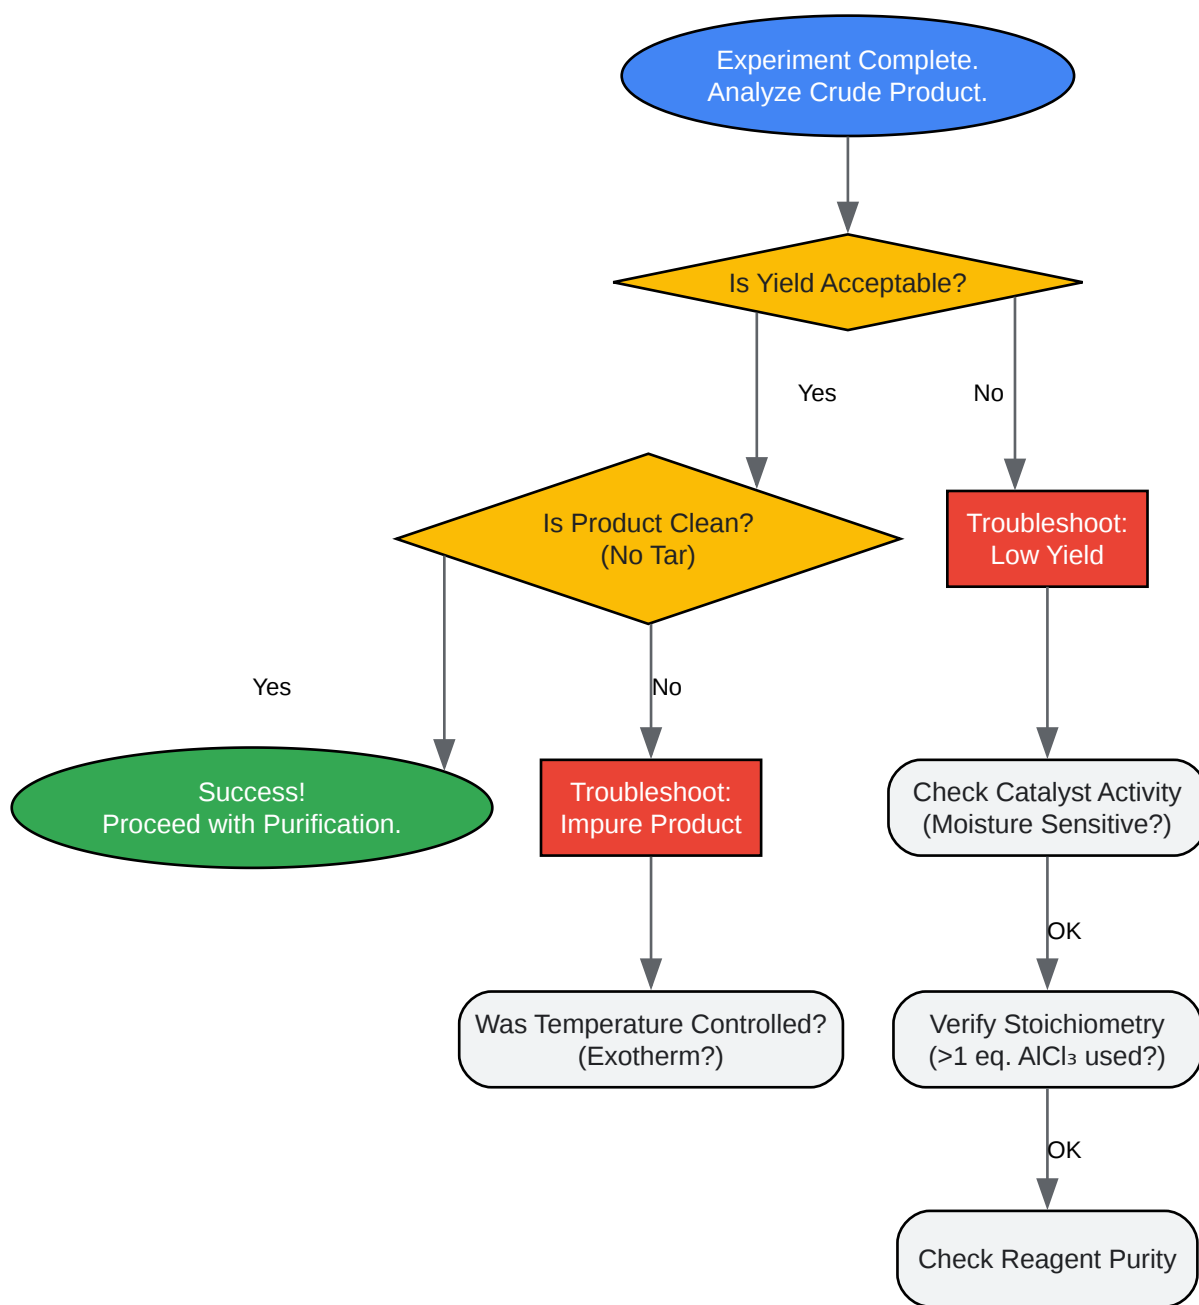 Experiment Complete.
Analyze Crude Product.
Is Yield Acceptable?
Yes
No
Is Product Clean?
(No Tar)
Troubleshoot:
Low Yield
Yes
No
Success!
Proceed with Purification.
Troubleshoot:
Impure Product
Check Catalyst Activity
(Moisture Sensitive?)
OK
Was Temperature Controlled?
(Exotherm?)
Verify Stoichiometry
(>1 eq. AlCl₃ used?)
OK
Check Reagent Purity